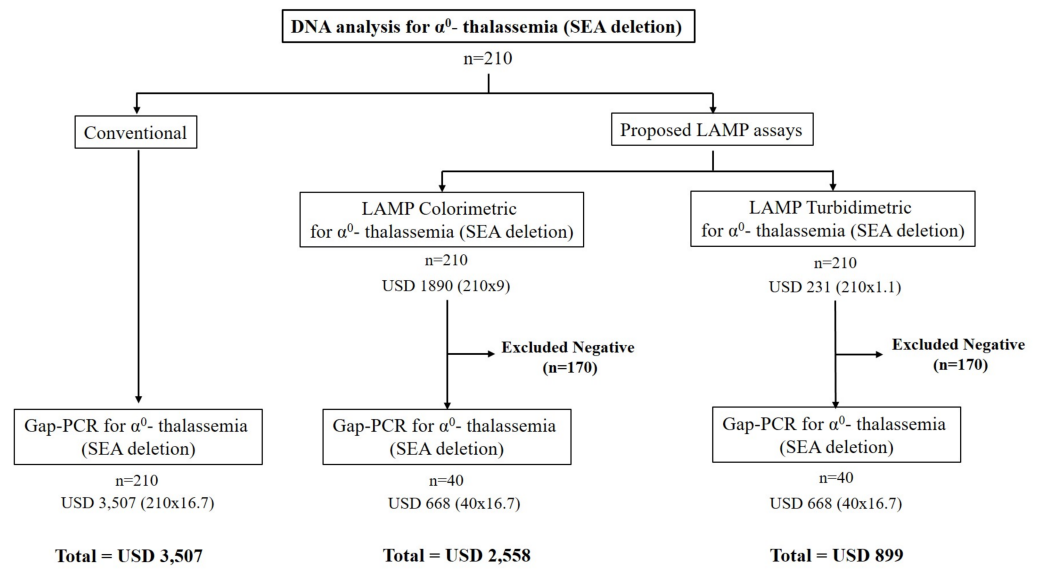 DNA analysis for α⁰- thalassemia (SEA deletion)
n=210
Conventional
Proposed LAMP assays
LAMP Colorimetric
for α⁰- thalassemia (SEA deletion)
n=210
USD 1890 (210x9)
LAMP Turbidimetric
for α⁰- thalassemia (SEA deletion)
n=210
USD 231 (210x1.1)
Excluded Negative
(n=170)
Excluded Negative
(n=170)
Gap-PCR for α⁰- thalassemia
(SEA deletion)
n=210
USD 3,507 (210x16.7)
Gap-PCR for α⁰- thalassemia
(SEA deletion)
n=40
USD 668 (40x16.7)
Gap-PCR for α⁰- thalassemia
(SEA deletion)
n=40
USD 668 (40x16.7)
Total = USD 3,507
Total = USD 2,558
Total = USD 899